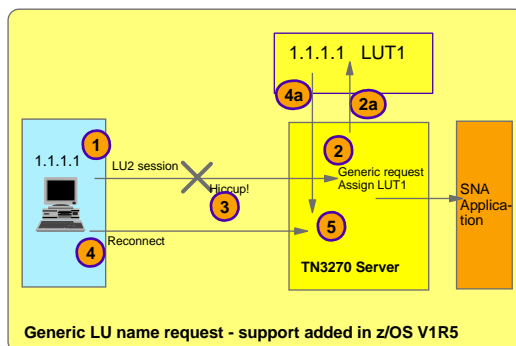 1.1.1.1 LUT1
4a
2a
1
2
1.1.1.1
LU2 session
Generic request
Assign LUT1
Hiccup!
3
SNA
Applica-
tion
4
Reconnect
5
TN3270 Server
Generic LU name request - support added in z/OS V1R5